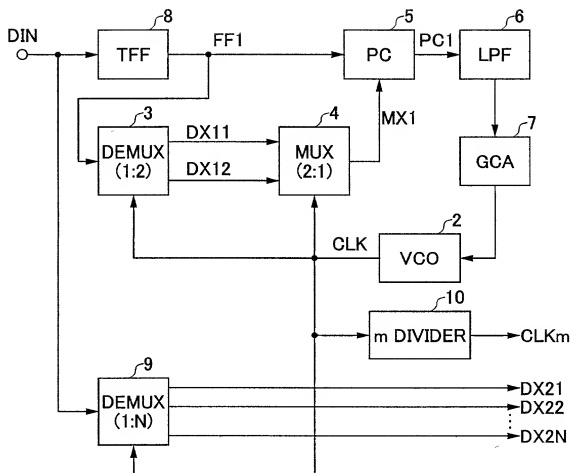 DIN
8
TFF
FF1
5
PC
PC1
6
LPF
3
DEMUX
(1:2)
DX11
DX12
4
MUX
(2:1)
MX1
7
GCA
CLK
2
VCO
10
m DIVIDER
CLKm
9
DEMUX
(1:N)
DX21
DX22
DX2N